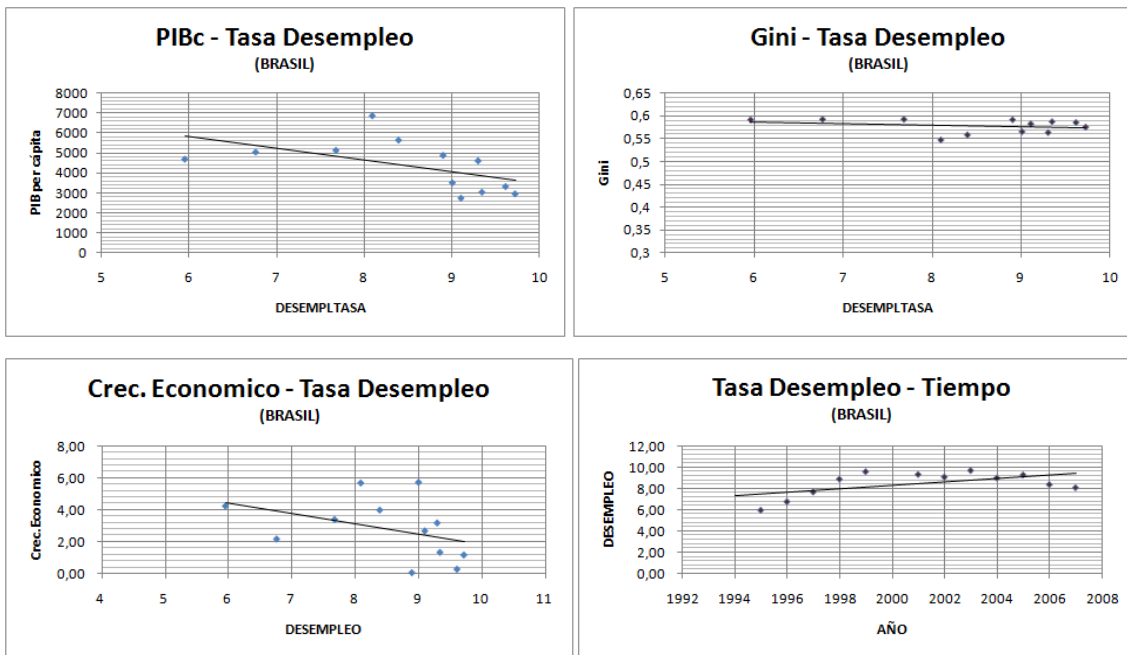 PIBc - Tasa Desempleo
(BRASIL)
PIB per cápita
8000
7000
6000
5000
4000
3000
2000
1000
0
5 6 7 8 9 10
DESEMPLTASA
Gini - Tasa Desempleo
(BRASIL)
Gini
0,65
0,6
0,55
0,5
0,45
0,4
0,35
0,3
5 6 7 8 9 10
DESEMPLTASA
Crec. Economico - Tasa Desempleo
(BRASIL)
Crec.Economico
8,00
6,00
4,00
2,00
0,00
4 5 6 7 8 9 10 11
DESEMPLEO
Tasa Desempleo - Tiempo
(BRASIL)
DESEMPLEO
12,00
10,00
8,00
6,00
4,00
2,00
0,00
1992 1994 1996 1998 2000 2002 2004 2006 2008
AÑO